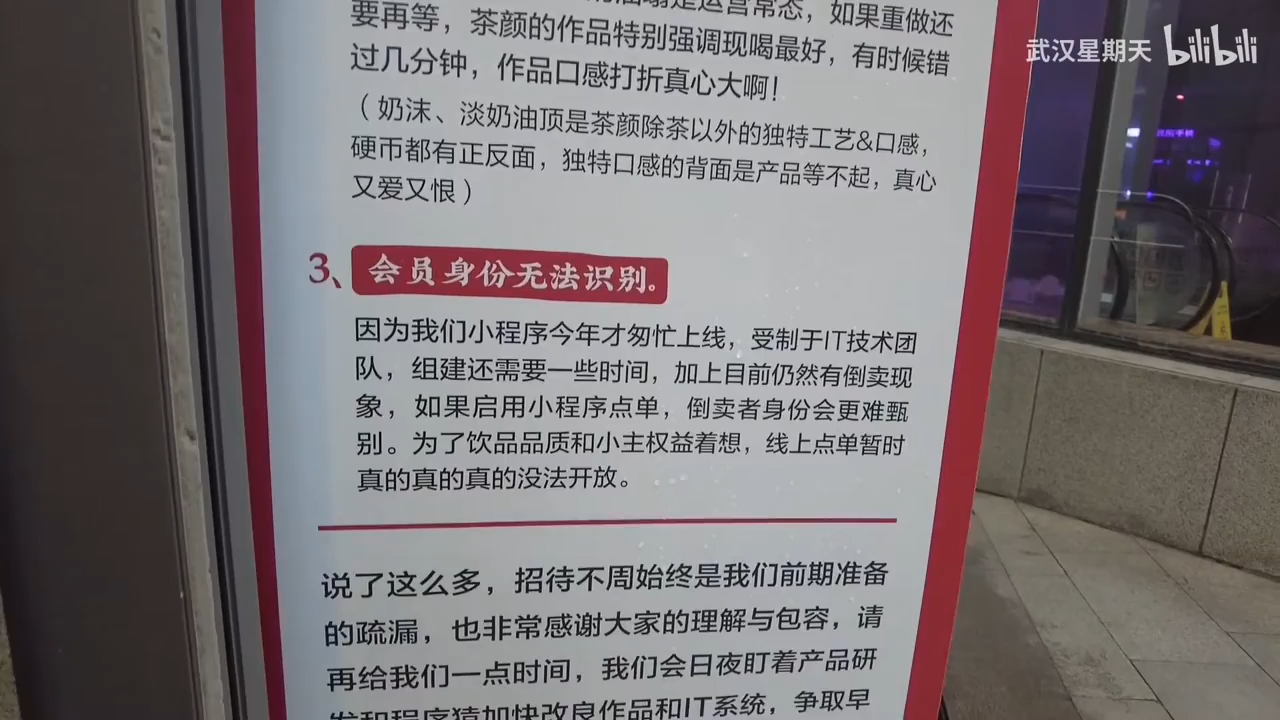 运营常态，如果重做还
要再等，茶颜的作品特别强调现喝最好，有时候错
过几分钟，作品口感打折真心大啊！
（奶沫、淡奶油顶是茶颜除茶以外的独特工艺&口感，
硬币都有正反面，独特口感的背面是产品等不起，真心
又爱又恨）
3、会员身份无法识别。
因为我们小程序今年才匆忙上线，受制于IT技术团
队，组建还需要一些时间，加上目前仍然有倒卖现
象，如果启用小程序点单，倒卖者身份会更难甄
别。为了饮品品质和小主权益着想，线上点单暂时
真的真的真的没法开放。
说了这么多，招待不周始终是我们前期准备
的疏漏，也非常感谢大家的理解与包容，请
再给我们一点时间，我们会日夜盯着产品研
发和程序猿加快改良作品和IT系统，争取早
武汉星期天 bilibili